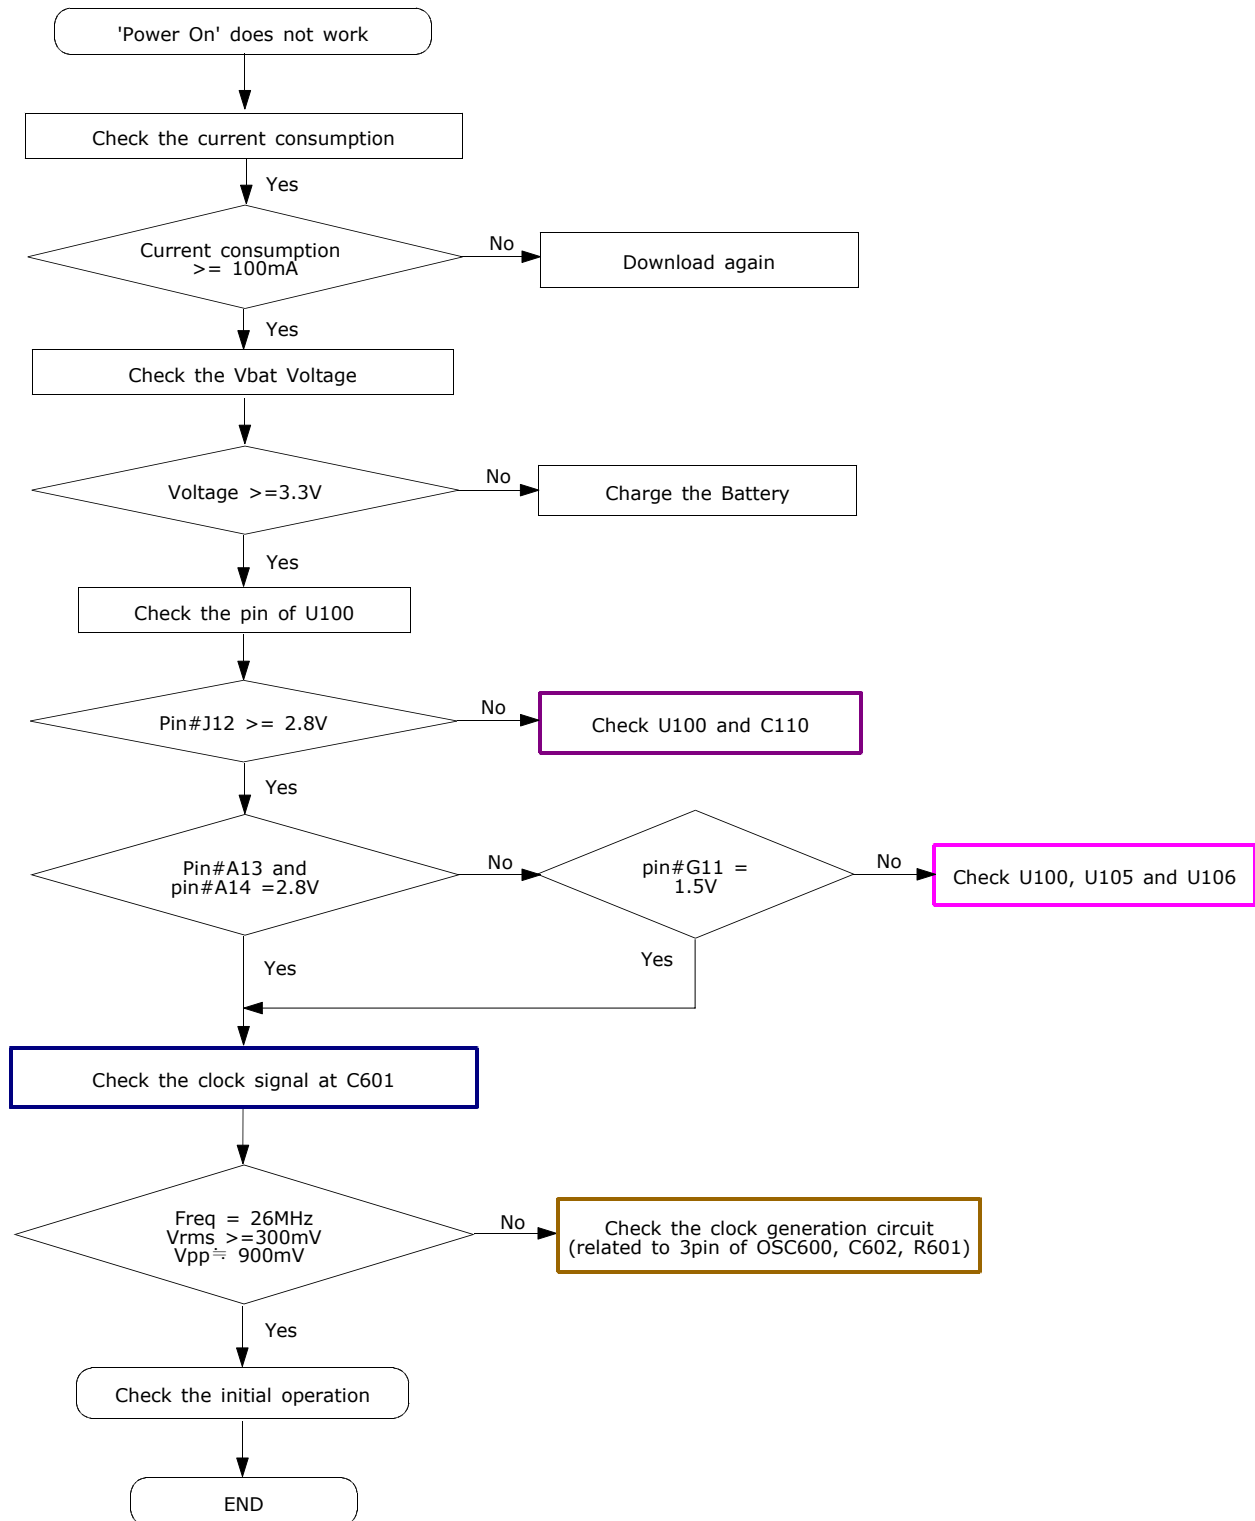 'Power On' does not work
Check the current consumption
Yes
Current consumption
>= 100mA
No
Download again
Yes
Check the Vbat Voltage
Voltage >=3.3V
No
Charge the Battery
Yes
Check the pin of U100
Pin#J12 >= 2.8V
No
Check U100 and C110
Yes
Pin#A13 and
pin#A14 =2.8V
No
pin#G11 =
1.5V
No
Check U100, U105 and U106
Yes
Yes
Check the clock signal at C601
Freq = 26MHz
Vrms >=300mV
Vpp≒ 900mV
No
Check the clock generation circuit
(related to 3pin of OSC600, C602, R601)
Yes
Check the initial operation
END